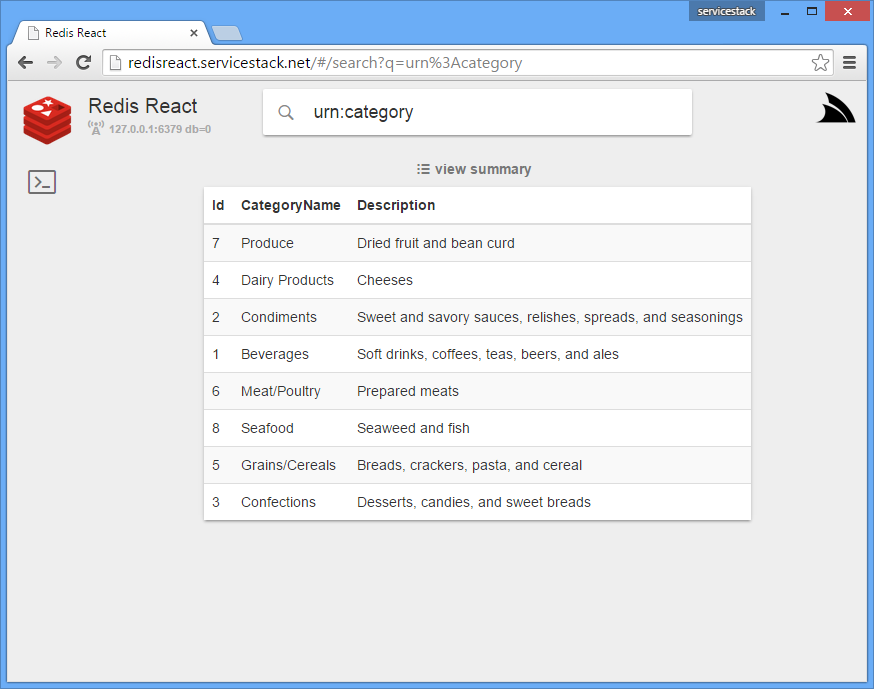 servicestack
Redis React
redisreact.servicestack.net/#/search?q=urn%3Acategory
Redis React
127.0.0.1:6379 db=0
urn:category
view summary
Id CategoryName Description
7 Produce Dried fruit and bean curd
4 Dairy Products Cheeses
2 Condiments Sweet and savory sauces, relishes, spreads, and seasonings
1 Beverages Soft drinks, coffees, teas, beers, and ales
6 Meat/Poultry Prepared meats
8 Seafood Seaweed and fish
5 Grains/Cereals Breads, crackers, pasta, and cereal
3 Confections Desserts, candies, and sweet breads